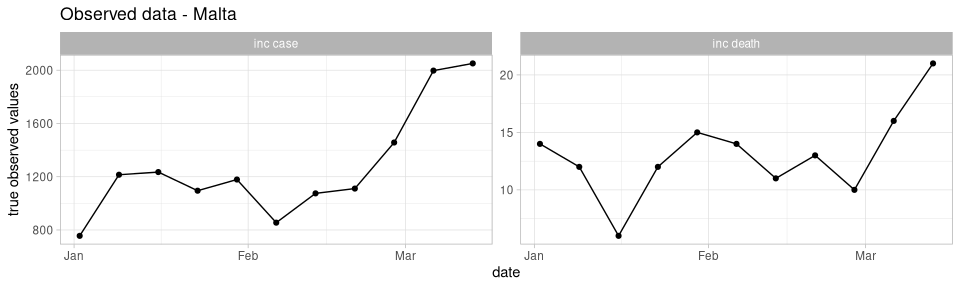 Observed data - Malta
inc case
inc death
true observed values
2000
1600
1200
800
20
15
10
Jan
Feb
Mar
Jan
Feb
Mar
date